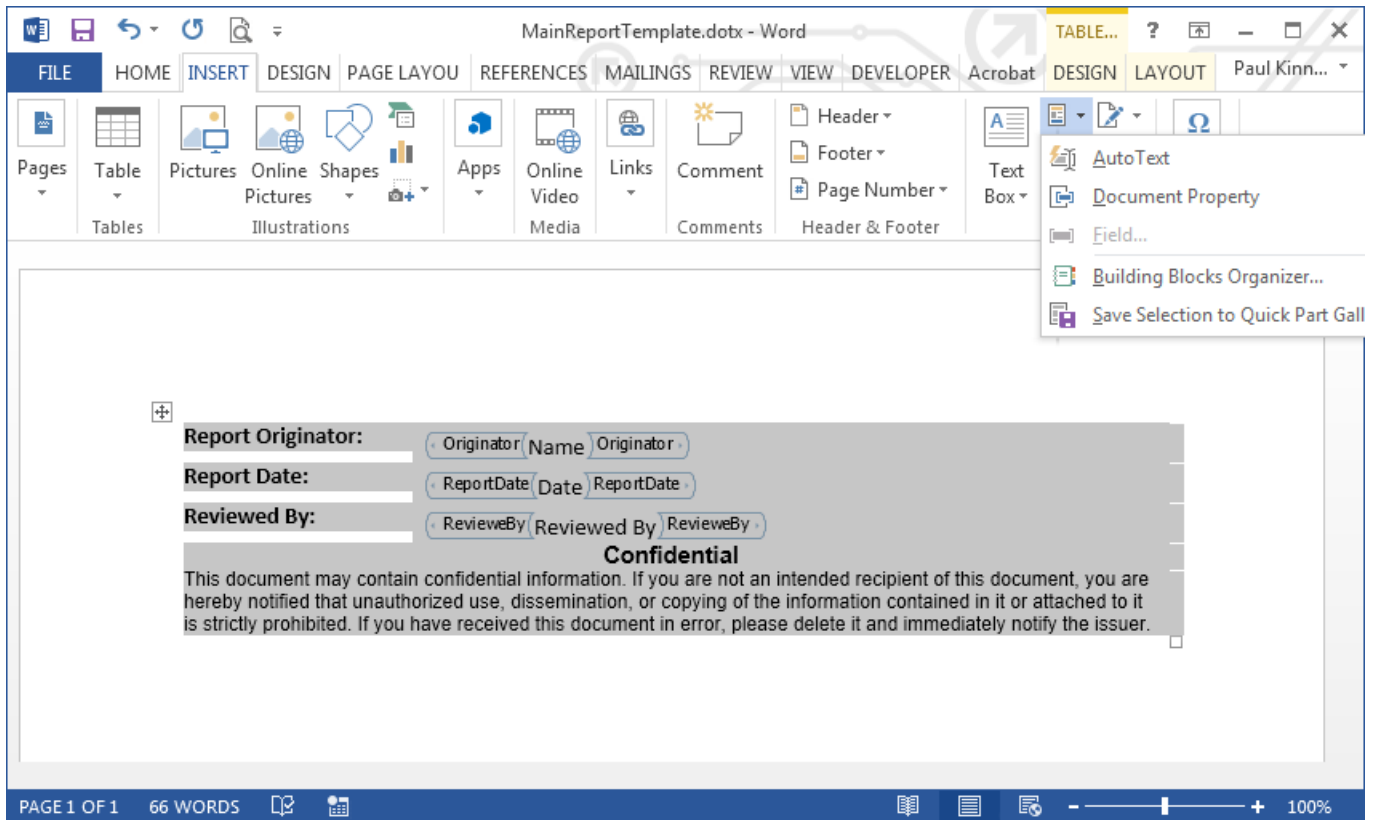 MainReportTemplate.dotx - Word
TABLE... ?
FILE HOME INSERT DESIGN PAGE LAYOU REFERENCES MAILINGS REVIEW VIEW DEVELOPER Acrobat DESIGN LAYOUT Paul Kinn...
Pages
Table
Pictures
Online Pictures
Shapes
Apps
Online Video
Links
Comment
Header
Footer
Page Number
Text Box
Ω
Tables Illustrations Media Comments Header & Footer
AutoText
Document Property
Field...
Building Blocks Organizer...
Save Selection to Quick Part Gall
Report Originator: Originator Name Originator
Report Date: ReportDate Date ReportDate
Reviewed By: RevieweBy Reviewed By RevieweBy
Confidential
This document may contain confidential information. If you are not an intended recipient of this document, you are
hereby notified that unauthorized use, dissemination, or copying of the information contained in it or attached to it
is strictly prohibited. If you have received this document in error, please delete it and immediately notify the issuer.
PAGE 1 OF 1 66 WORDS 100%